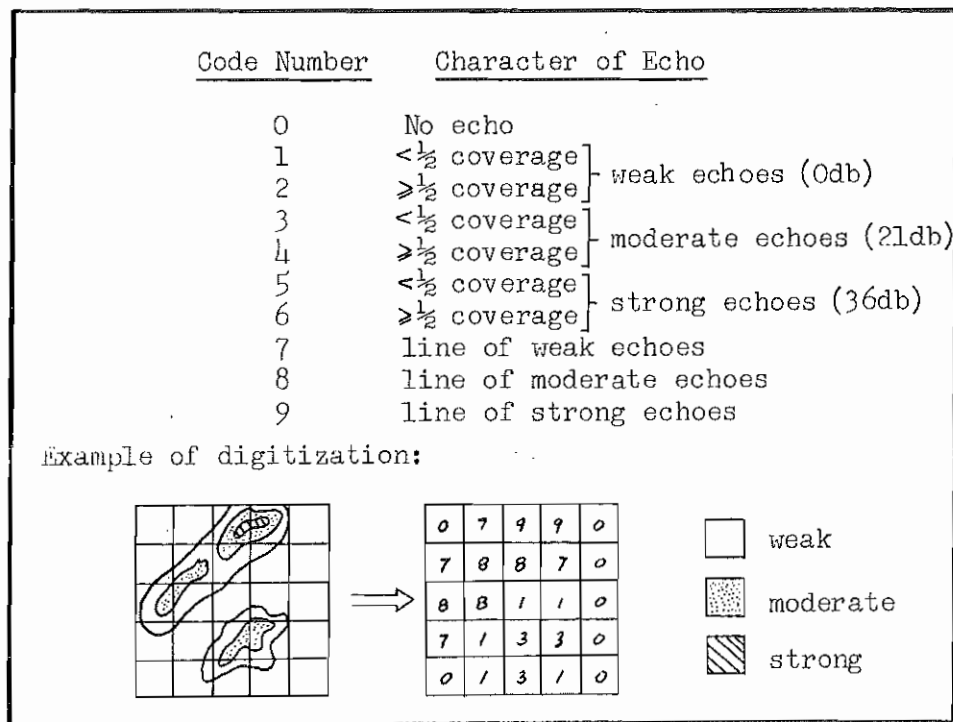 Code Number Character of Echo
0 No echo
1 <½ coverage
2 ⩾½ coverage
weak echoes (0db)
3 <½ coverage
4 ⩾½ coverage
moderate echoes (21db)
5 <½ coverage
6 ⩾½ coverage
strong echoes (36db)
7 line of weak echoes
8 line of moderate echoes
9 line of strong echoes
Example of digitization:
0 7 9 9 0
7 8 8 7 0
8 8 1 1 0
7 1 3 3 0
0 1 3 1 0
weak
moderate
strong